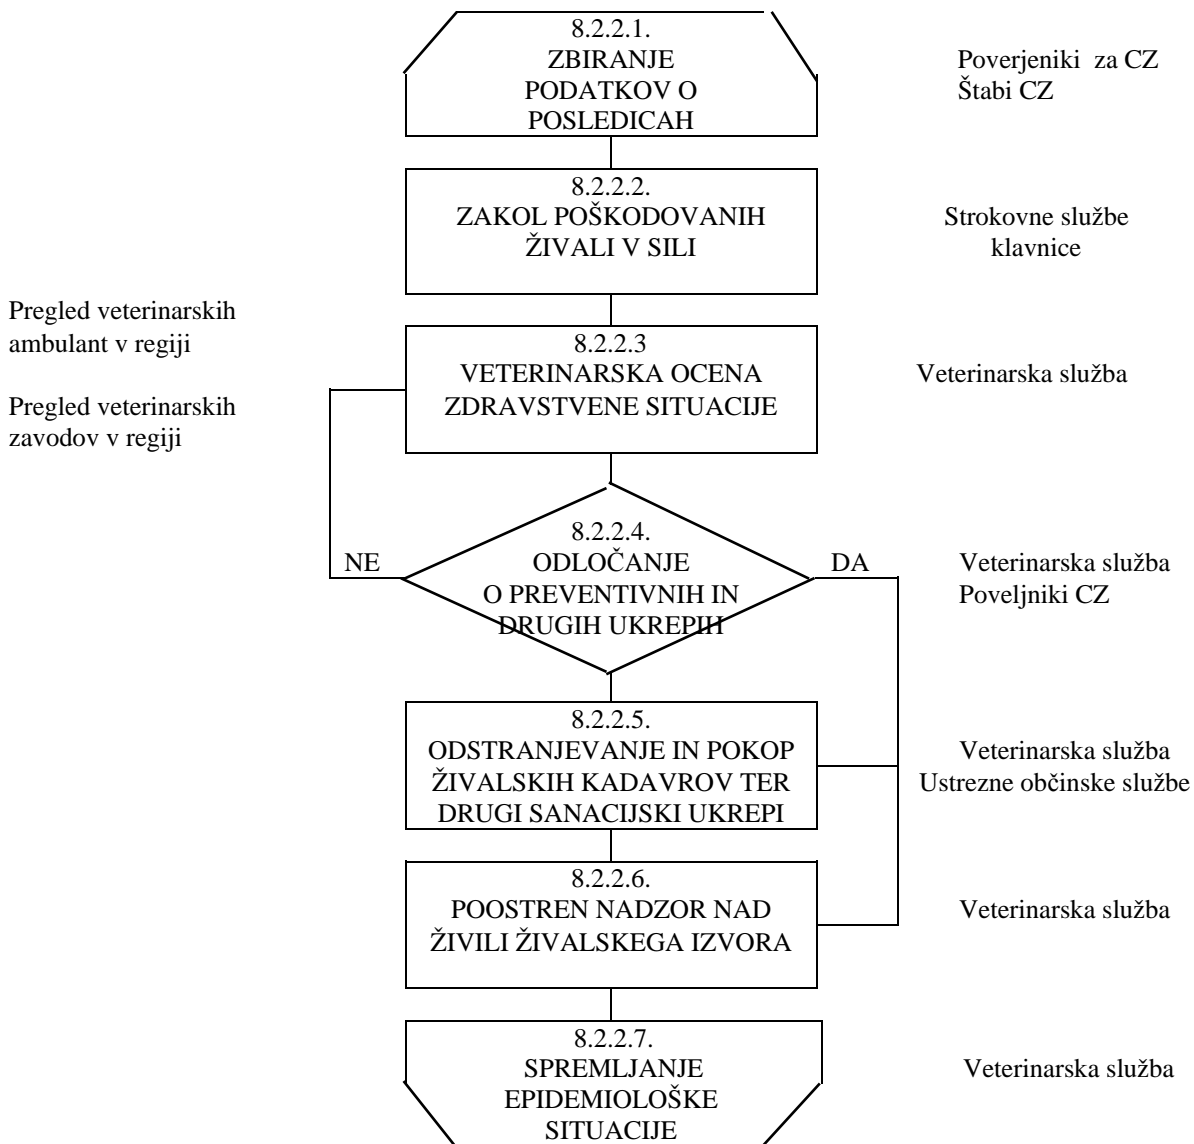 8.2.2.1.
ZBIRANJE
PODATKOV O
POSLEDICAH
Poverjeniki za CZ
Štabi CZ
8.2.2.2.
ZAKOL POŠKODOVANIH
ŽIVALI V SILI
Strokovne službe
klavnice
Pregled veterinarskih
ambulant v regiji
Pregled veterinarskih
zavodov v regiji
8.2.2.3
VETERINARSKA OCENA
ZDRAVSTVENE SITUACIJE
Veterinarska služba
NE
8.2.2.4.
ODLOČANJE
O PREVENTIVNIH IN
DRUGIH UKREPIH
DA
Veterinarska služba
Poveljniki CZ
8.2.2.5.
ODSTRANJEVANJE IN POKOP
ŽIVALSKIH KADAVROV TER
DRUGI SANACIJSKI UKREPI
Veterinarska služba
Ustrezne občinske službe
8.2.2.6.
POOSTREN NADZOR NAD
ŽIVILI ŽIVALSKEGA IZVORA
Veterinarska služba
8.2.2.7.
SPREMLJANJE
EPIDEMIOLOŠKE
SITUACIJE
Veterinarska služba